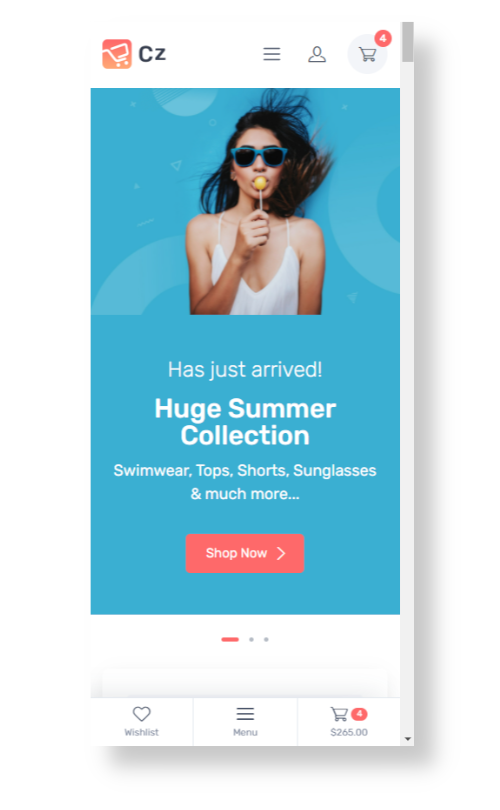 Cz
4
Has just arrived!
Huge Summer
Collection
Swimwear, Tops, Shorts, Sunglasses
& much more...
Shop Now
4
Wishlist
Menu
$265.00